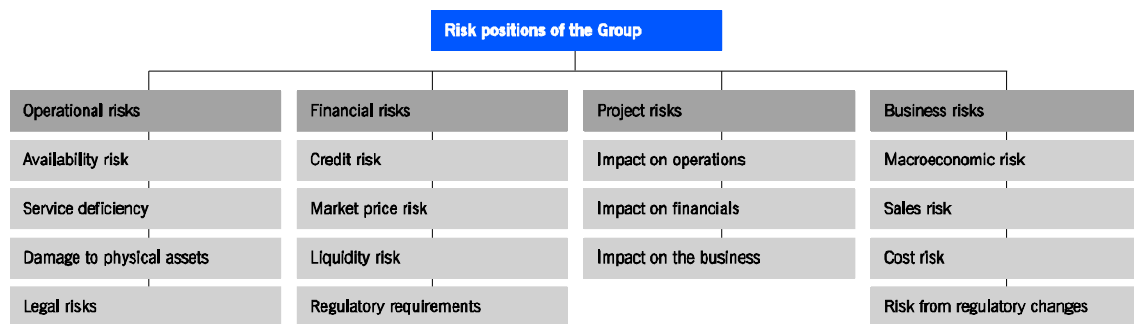 Risk positions of the Group
Operational risks
Financial risks
Project risks
Business risks
Availability risk
Credit risk
Impact on operations
Macroeconomic risk
Service deficiency
Market price risk
Impact on financials
Sales risk
Damage to physical assets
Liquidity risk
Impact on the business
Cost risk
Legal risks
Regulatory requirements
Risk from regulatory changes